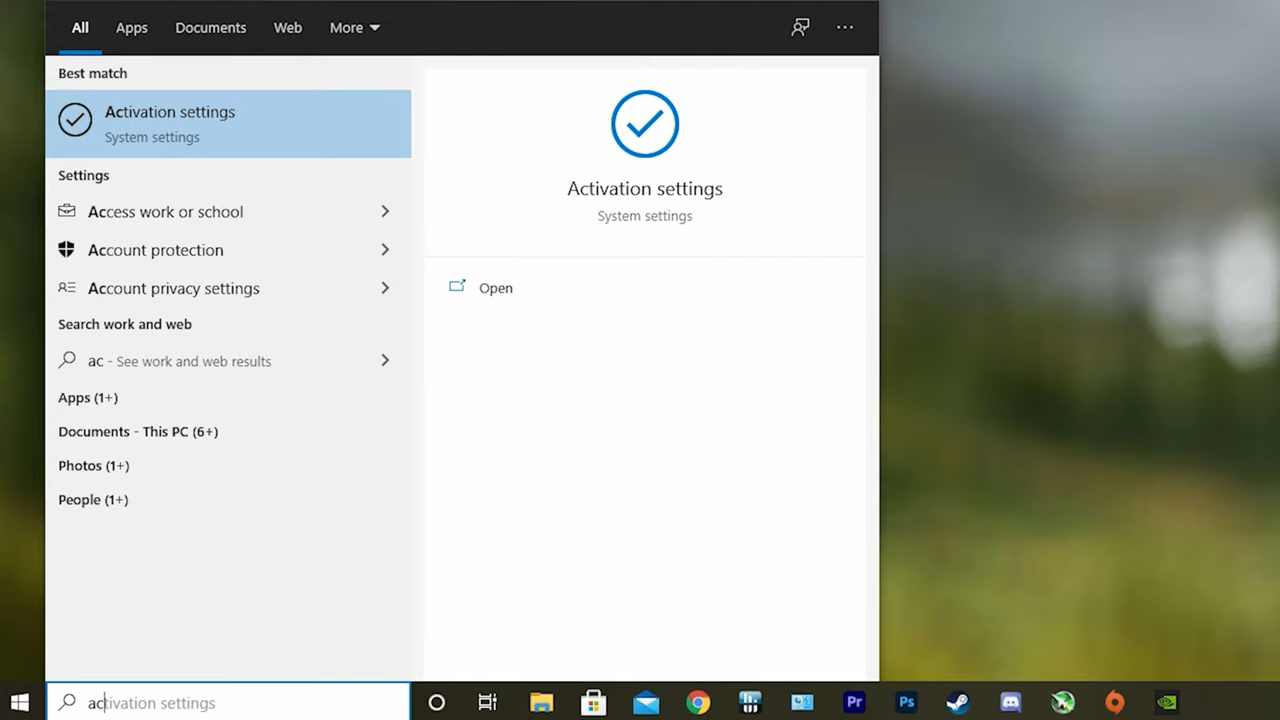 All Apps Documents Web More
Best match
Activation settings
System settings
Settings
Access work or school
Account protection
Account privacy settings
Search work and web
ac - See work and web results
Apps (1+)
Documents - This PC (6+)
Photos (1+)
People (1+)
Activation settings
System settings
Open
activation settings
Pr
Ps